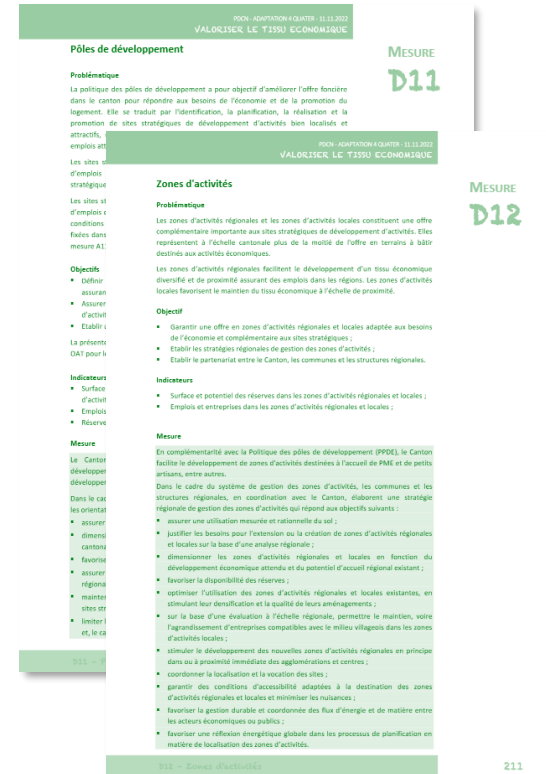 PDCN - ADAPTATION 4 QUATER - 11.11.2022
VALORISER LE TISSU ECONOMIQUE
MESURE
D11
Pôles de développement
Problématique
La politique des pôles de développement a pour objectif d'améliorer l'offre foncière
dans le canton pour répondre aux besoins de l'économie et de la promotion du
logement. Elle se traduit par l'identification, la planification, la réalisation et la
promotion de sites stratégiques de développement d'activités bien localisés et
attractifs,
emplois
Les sites
d'emplois
stratégique
Les sites
d'emplois
conditions
fixées dans
mesure
Objectifs
▪ Définir
▪ Assurer
▪ Etablir
La présente
OAT pour
Indicateurs
▪ Surface
▪ Emplois
▪ Réserve
Mesure
Le Canton
Dans le
▪ assurer
▪ assurer
▪ limiter
et, le
D11 –
PDCN - ADAPTATION 4 QUATER - 11.11.2022
VALORISER LE TISSU ECONOMIQUE
MESURE
D12
Zones d'activités
Problématique
Les zones d'activités régionales et les zones d'activités locales constituent une offre
complémentaire importante aux sites stratégiques de développement d'activités. Elles
représentent à l'échelle cantonale plus de la moitié de l'offre en terrains à bâtir
destinés aux activités économiques.
Les zones d'activités régionales facilitent le développement d'un tissu économique
diversifié et de proximité assurant des emplois dans les régions. Les zones d'activités
locales favorisent le maintien du tissu économique à l'échelle de proximité.
Objectif
▪ Garantir une offre en zones d'activités régionales et locales adaptée aux besoins
de l'économie et complémentaire aux sites stratégiques ;
▪ Etablir les stratégies régionales de gestion des zones d'activités ;
▪ Etablir le partenariat entre le Canton, les communes et les structures régionales.
Indicateurs
▪ Surface et potentiel des réserves dans les zones d'activités régionales et locales ;
▪ Emplois et entreprises dans les zones d'activités régionales et locales ;
Mesure
En complémentarité avec la Politique des pôles de développement (PPDE), le Canton
facilite le développement de zones d'activités destinées à l'accueil de PME et de petits
artisans, entre autres.
Dans le cadre du système de gestion des zones d'activités, les communes et les
structures régionales, en coordination avec le Canton, élaborent une stratégie
régionale de gestion des zones d'activités qui répond aux objectifs suivants :
▪ assurer une utilisation mesurée et rationnelle du sol ;
▪ justifier les besoins pour l'extension ou la création de zones d'activités régionales
et locales sur la base d'une analyse régionale ;
▪ dimensionner les zones d'activités régionales et locales en fonction du
développement économique attendu et du potentiel d'accueil régional existant ;
▪ favoriser la disponibilité des réserves ;
▪ optimiser l'utilisation des zones d'activités régionales et locales existantes, en
stimulant leur densification et la qualité de leurs aménagements ;
▪ sur la base d'une évaluation à l'échelle régionale, permettre le maintien, voire
l'agrandissement d'entreprises compatibles avec le milieu villageois dans les zones
d'activités locales ;
▪ stimuler le développement des nouvelles zones d'activités régionales en principe
dans ou à proximité immédiate des agglomérations et centres ;
▪ coordonner la localisation et la vocation des sites ;
▪ garantir des conditions d'accessibilité adaptées à la destination des zones
d'activités régionales et locales et minimiser les nuisances ;
▪ favoriser la gestion durable et coordonnée des flux d'énergie et de matière entre
les acteurs économiques ou publics ;
▪ favoriser une réflexion énergétique globale dans les processus de planification en
matière de localisation des zones d'activités.
D12 – Zones d'activités
211